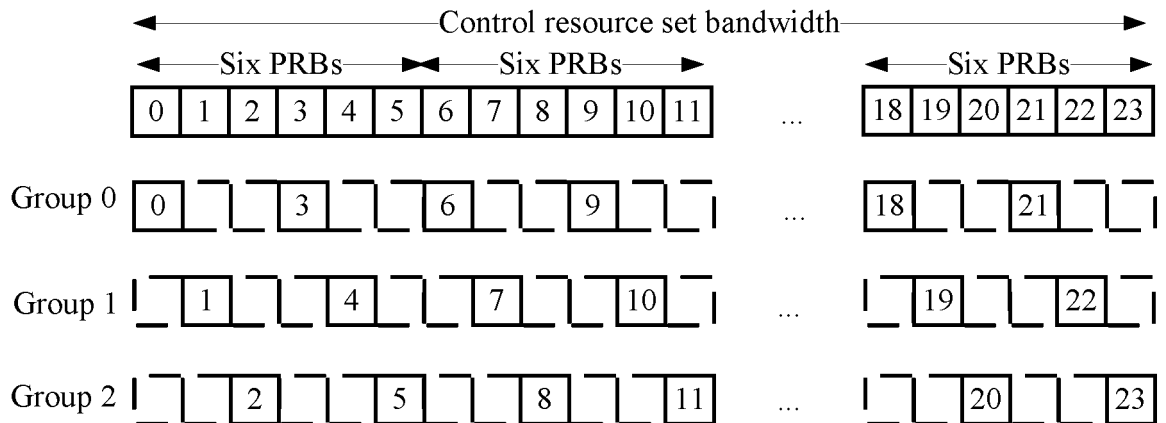 Control resource set bandwidth
Six PRBs Six PRBs Six PRBs
0 1 2 3 4 5 6 7 8 9 10 11 ... 18 19 20 21 22 23
Group 0 0 3 6 9 ... 18 21
Group 1 1 4 7 10 ... 19 22
Group 2 2 5 8 11 ... 20 23